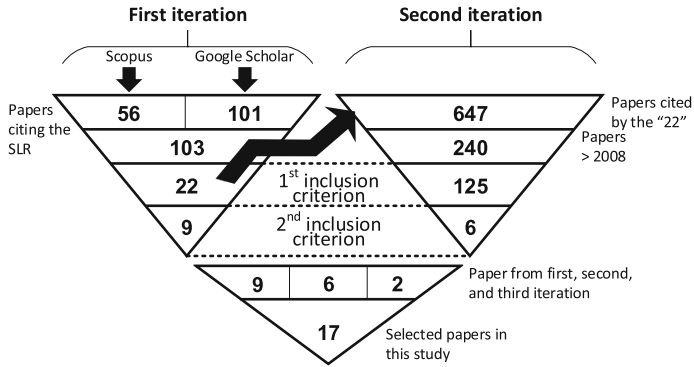 First iteration
Second iteration
Scopus
Google Scholar
Papers
citing the
SLR
56
101
103
22
9
1st inclusion
criterion
2nd inclusion
criterion
647
240
125
6
Papers cited
by the “22”
Papers
> 2008
9
6
2
Paper from first, second,
and third iteration
17
Selected papers in
this study